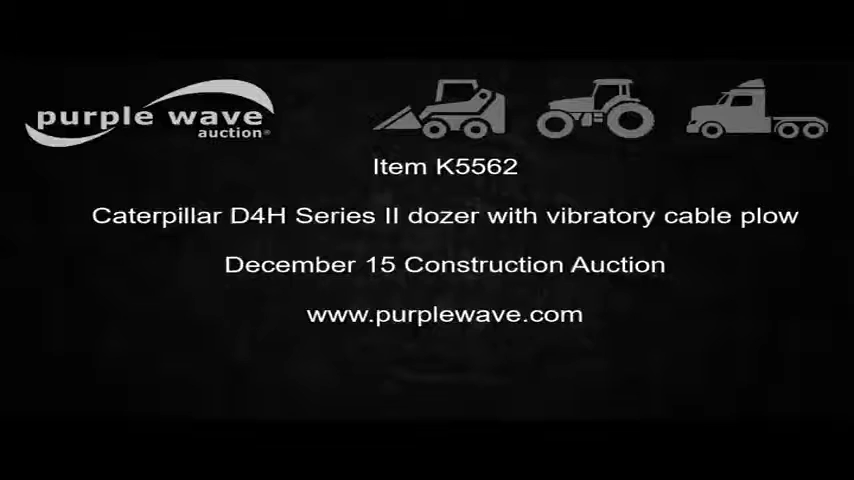 purple wave
auction®
Item K5562
Caterpillar D4H Series II dozer with vibratory cable plow
December 15 Construction Auction
www.purplewave.com